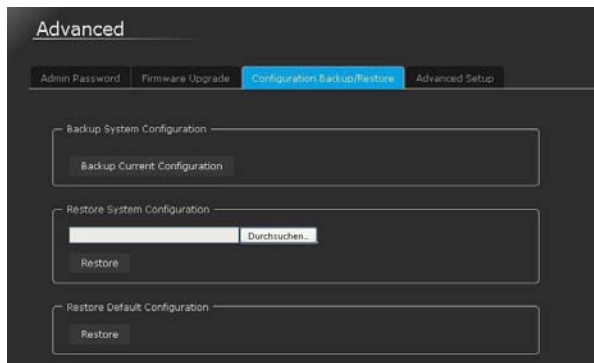 Advanced
Admin Password Firmware Upgrade Configuration Backup/Restore Advanced Setup
Backup System Configuration
Backup Current Configuration
Restore System Configuration
Durchsuchen...
Restore
Restore Default Configuration
Restore